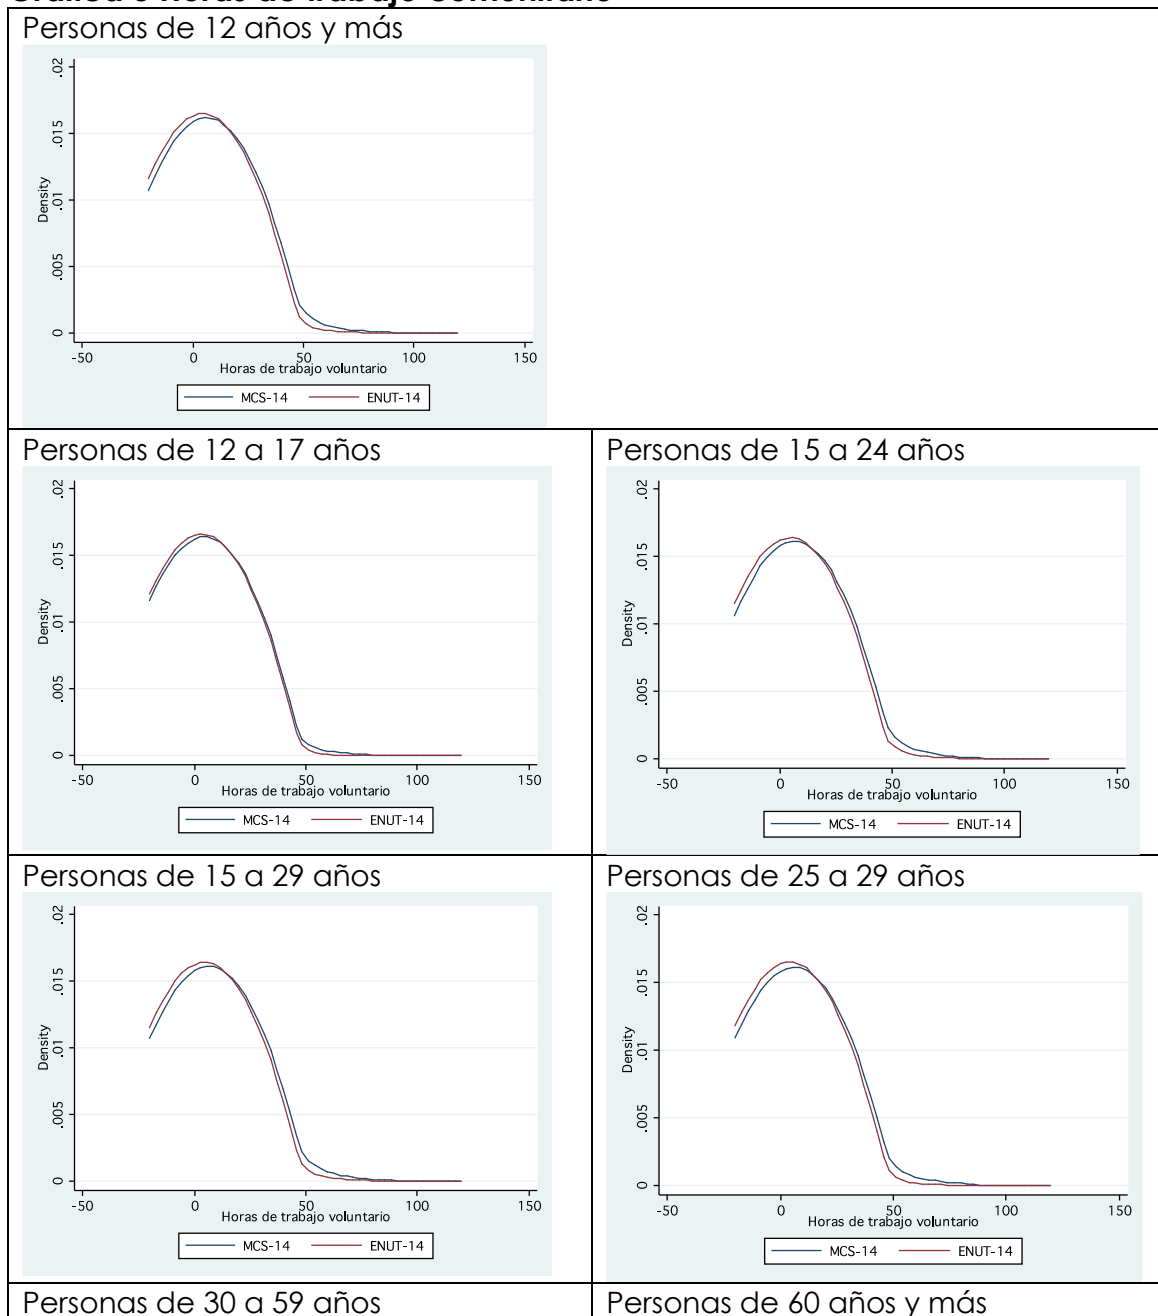 Personas de 12 años y más
.02
.015
.01
.005
0
Density
-50 0 50 100 150
Horas de trabajo voluntario
MCS-14 ENUT-14
Personas de 12 a 17 años
.02
.015
.01
.005
0
Density
-50 0 50 100 150
Horas de trabajo voluntario
MCS-14 ENUT-14
Personas de 15 a 24 años
.02
.015
.01
.005
0
Density
-50 0 50 100 150
Horas de trabajo voluntario
MCS-14 ENUT-14
Personas de 15 a 29 años
.02
.015
.01
.005
0
Density
-50 0 50 100 150
Horas de trabajo voluntario
MCS-14 ENUT-14
Personas de 25 a 29 años
.02
.015
.01
.005
0
Density
-50 0 50 100 150
Horas de trabajo voluntario
MCS-14 ENUT-14
Personas de 30 a 59 años
Personas de 60 años y más